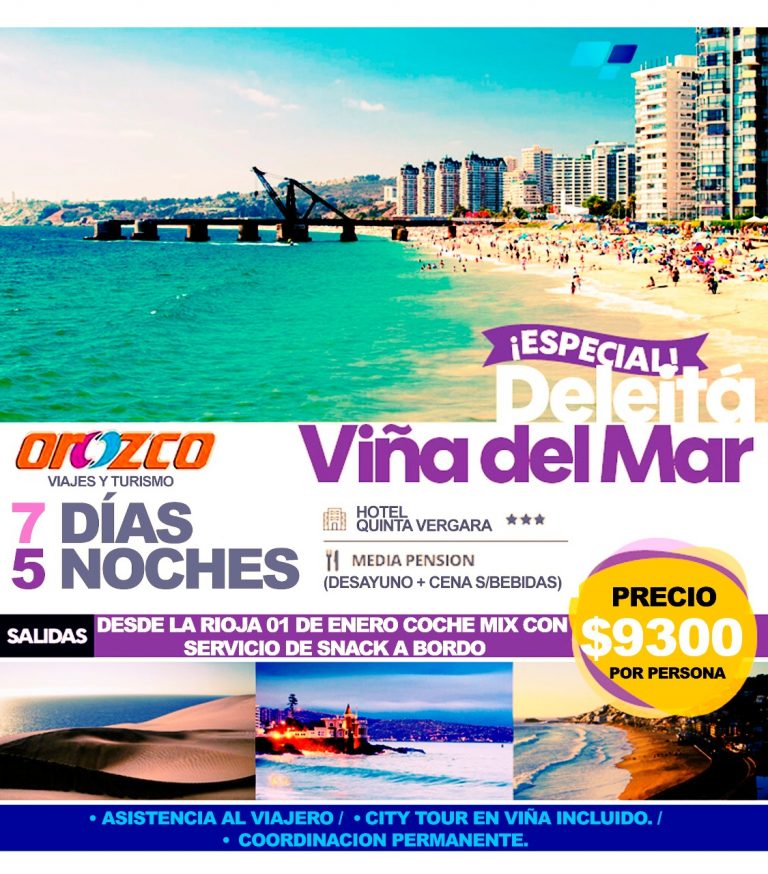 ¡ESPECIAL!
Deleitá
Viña del Mar
OROZCO
VIAJES Y TURISMO
7 DÍAS
5 NOCHES
HOTEL
QUINTA VERGARA
MEDIA PENSION
(DESAYUNO + CENA S/BEBIDAS)
PRECIO
$9300
POR PERSONA
SALIDAS
DESDE LA RIOJA 01 DE ENERO COCHE MIX CON
SERVICIO DE SNACK A BORDO
• ASISTENCIA AL VIAJERO / • CITY TOUR EN VIÑA INCLUIDO. /
• COORDINACION PERMANENTE.